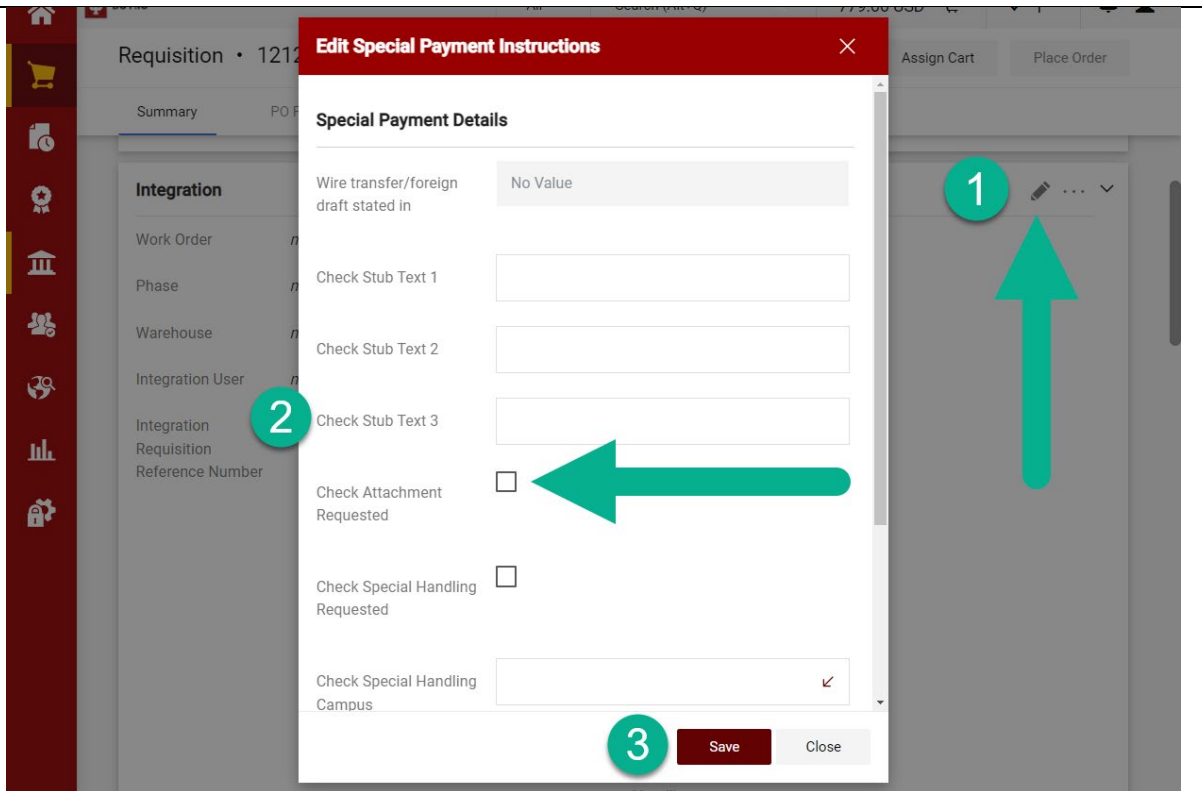 Requisition • 1212
Assign Cart
Place Order
Summary
Edit Special Payment Instructions
Special Payment Details
Wire transfer/foreign
draft stated in
No Value
Check Stub Text 1
Check Stub Text 2
Check Stub Text 3
Check Attachment
Requested
Check Special Handling
Requested
Check Special Handling
Campus
Save
Close
Integration
Work Order
Phase
Warehouse
Integration User
Integration
Requisition
Reference Number
1
2
3